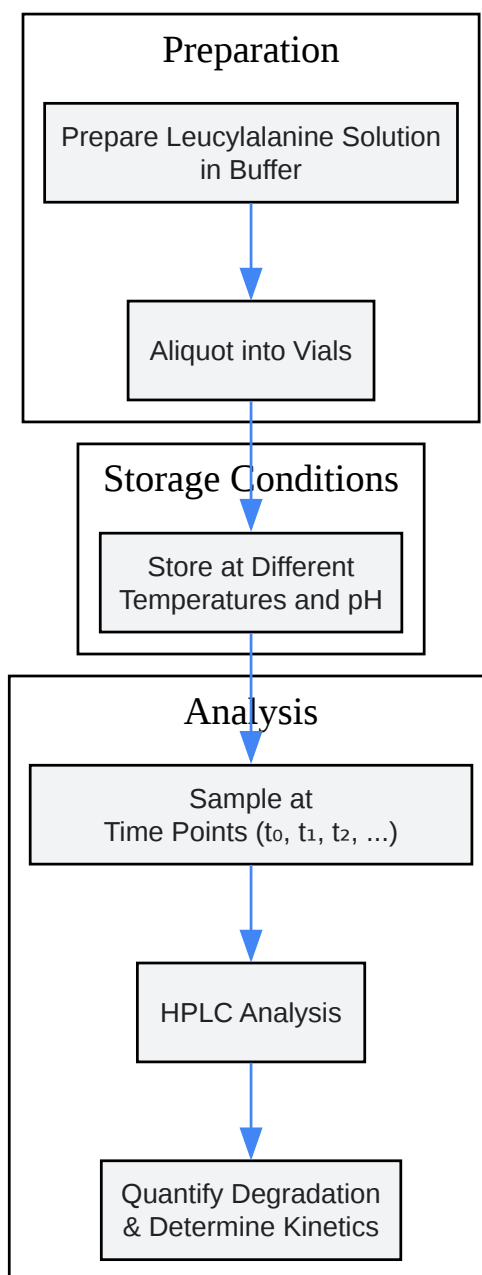 Preparation
Prepare Leucylalanine Solution
in Buffer
Aliquot into Vials
Storage Conditions
Store at Different
Temperatures and pH
Analysis
Sample at
Time Points (t₀, t₁, t₂, ...)
HPLC Analysis
Quantify Degradation
& Determine Kinetics